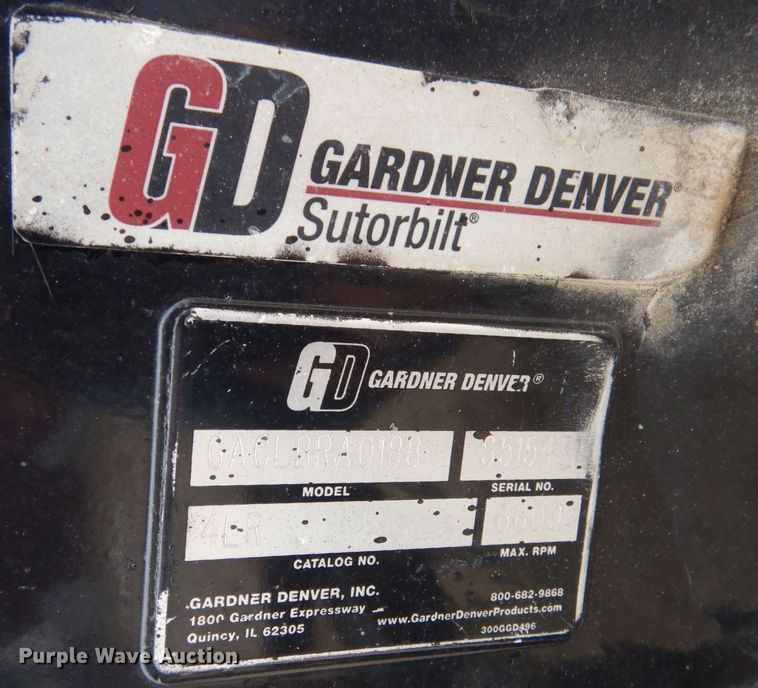 GD GARDNER DENVER®
Sutorbilt®
GD GARDNER DENVER®
MODEL
SERIAL NO.
4LR
CATALOG NO.
MAX. RPM
GARDNER DENVER, INC.
1800 Gardner Expressway
Quincy, IL 62305
800-682-9868
www.GardnerDenverProducts.com
300GGD496
Purple Wave Auction